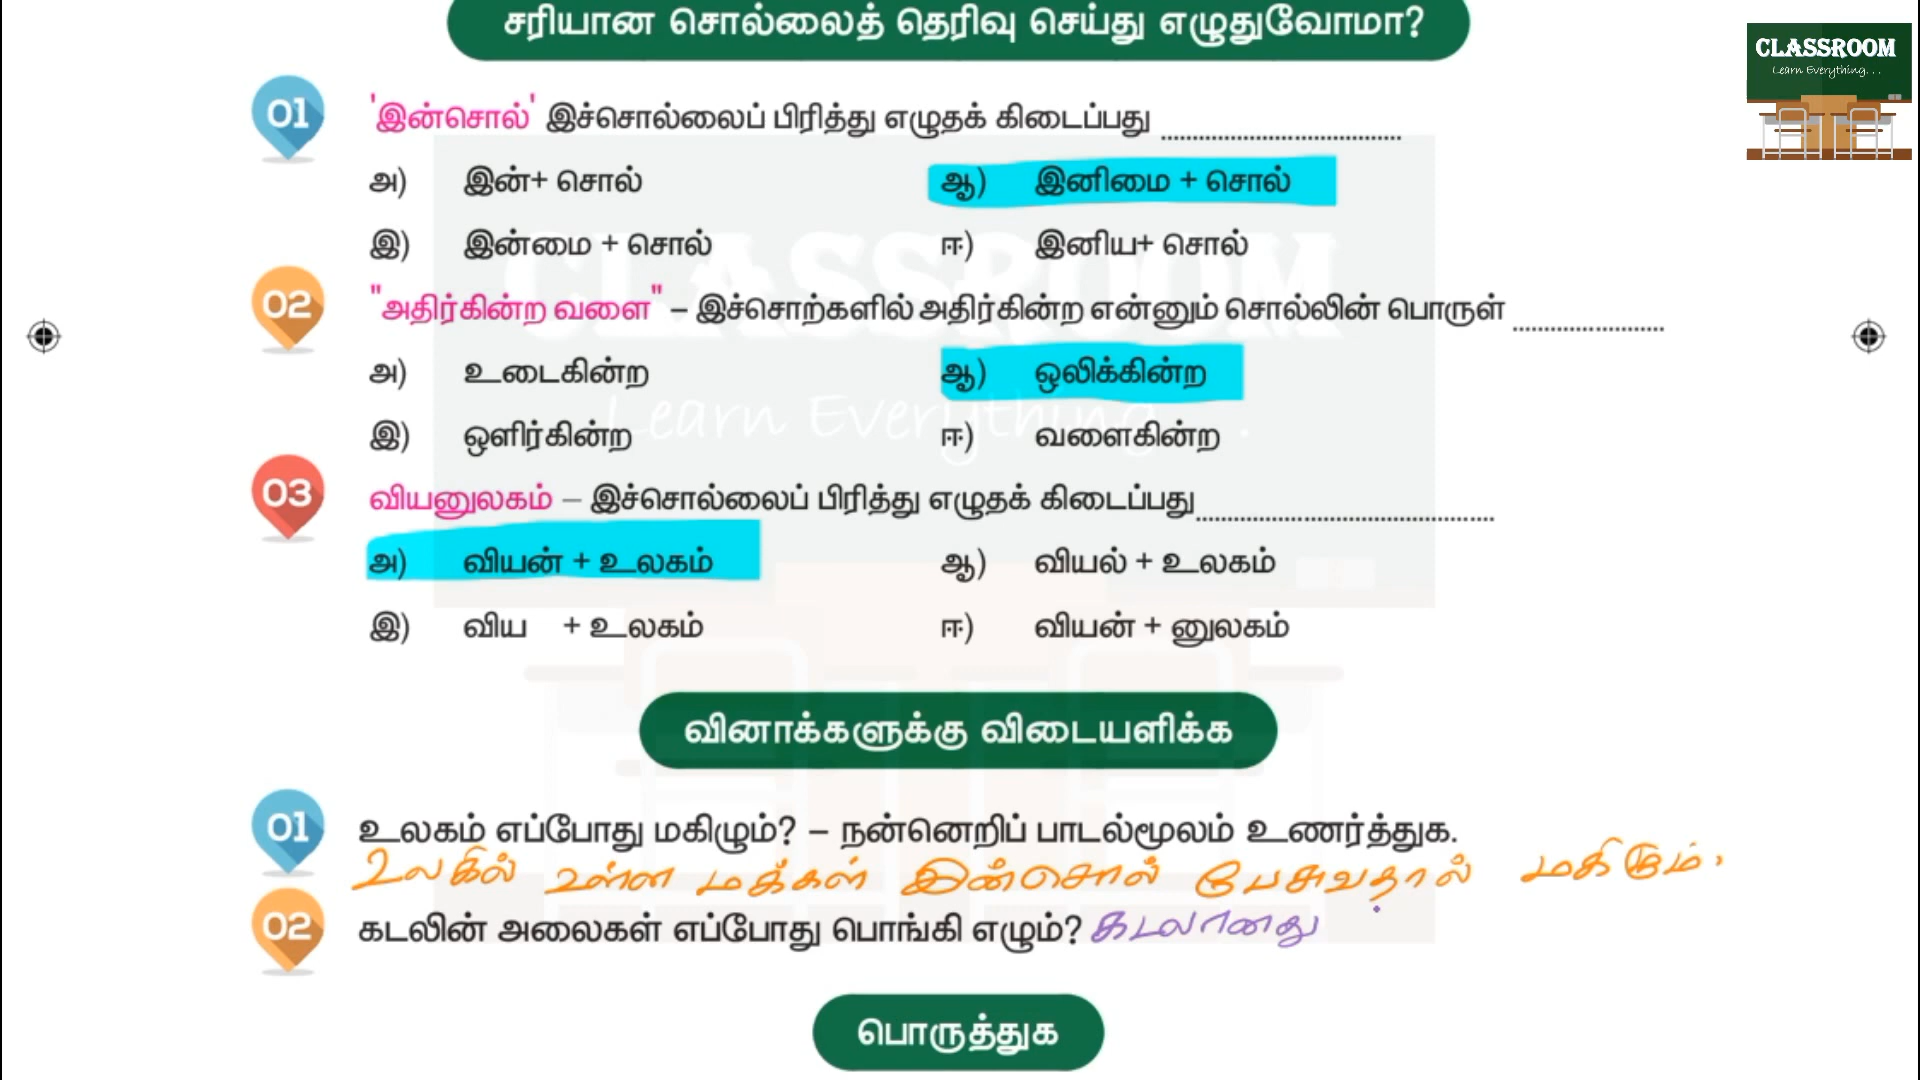 சரியான சொல்லைத் தெரிவு செய்து எழுதுவோமா?
CLASSROOM
Learn Everything...
01 'இன்சொல்' இச்சொல்லைப் பிரித்து எழுதக் கிடைப்பது ........................................
அ) இன்+ சொல் ஆ) இனிமை + சொல்
இ) இன்மை + சொல் ஈ) இனிய+ சொல்
02 "அதிர்கின்ற வளை" – இச்சொற்களில் அதிர்கின்ற என்னும் சொல்லின் பொருள் .........................
அ) உடைகின்ற ஆ) ஒலிக்கின்ற
இ) ஒளிர்கின்ற ஈ) வளைகின்ற
03 வியனுலகம் – இச்சொல்லைப் பிரித்து எழுதக் கிடைப்பது..................................................
அ) வியன் + உலகம் ஆ) வியல் + உலகம்
இ) விய + உலகம் ஈ) வியன் + னுலகம்
CLASSROOM
Learn Everything...
வினாக்களுக்கு விடையளிக்க
01 உலகம் எப்போது மகிழும்? – நன்னெறிப் பாடல்மூலம் உணர்த்துக.
உலகில் உள்ள மக்கள் இன்சொல் பேசுவதால் மகிழும்.
02 கடலின் அலைகள் எப்போது பொங்கி எழும்? கடலானது
பொருத்துக